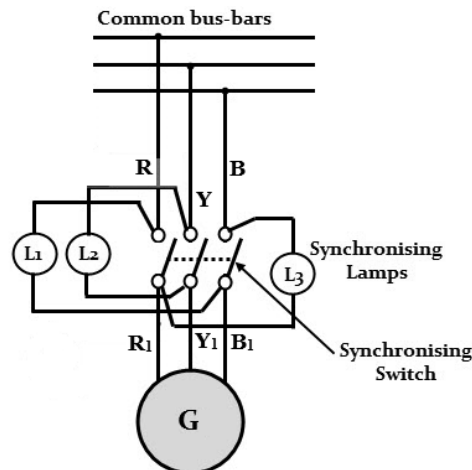 Common bus-bars
R
Y
B
L1
L2
L3
Synchronising
Lamps
R1
Y1
B1
Synchronising
Switch
G